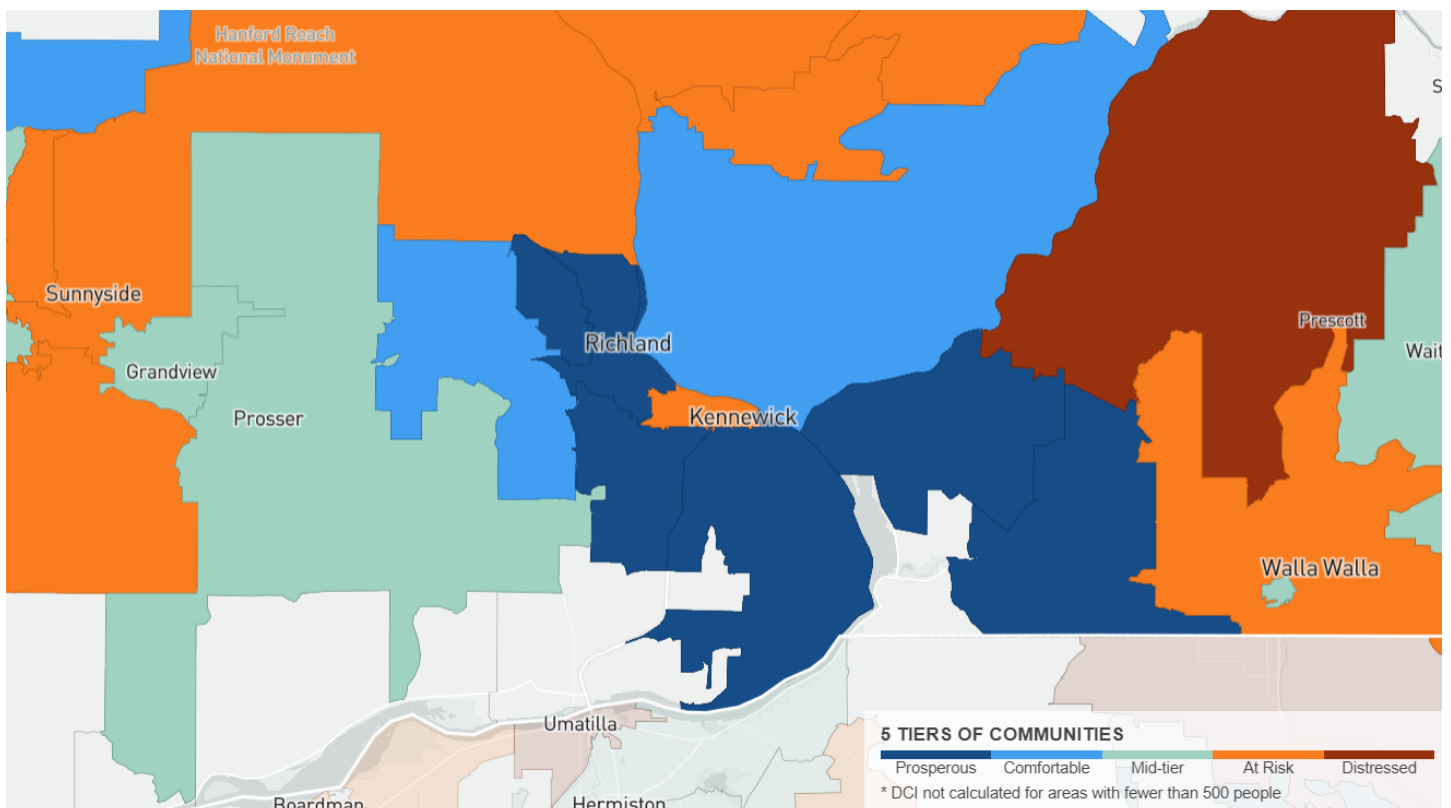 Hanford Reach
National Monument
S
Sunnyside
Prescott
Richland
Wait
Grandview
Prosser
Kennewick
Walla Walla
Umatilla
Boardman
Hermiston
5 TIERS OF COMMUNITIES
Prosperous Comfortable Mid-tier At Risk Distressed
* DCI not calculated for areas with fewer than 500 people